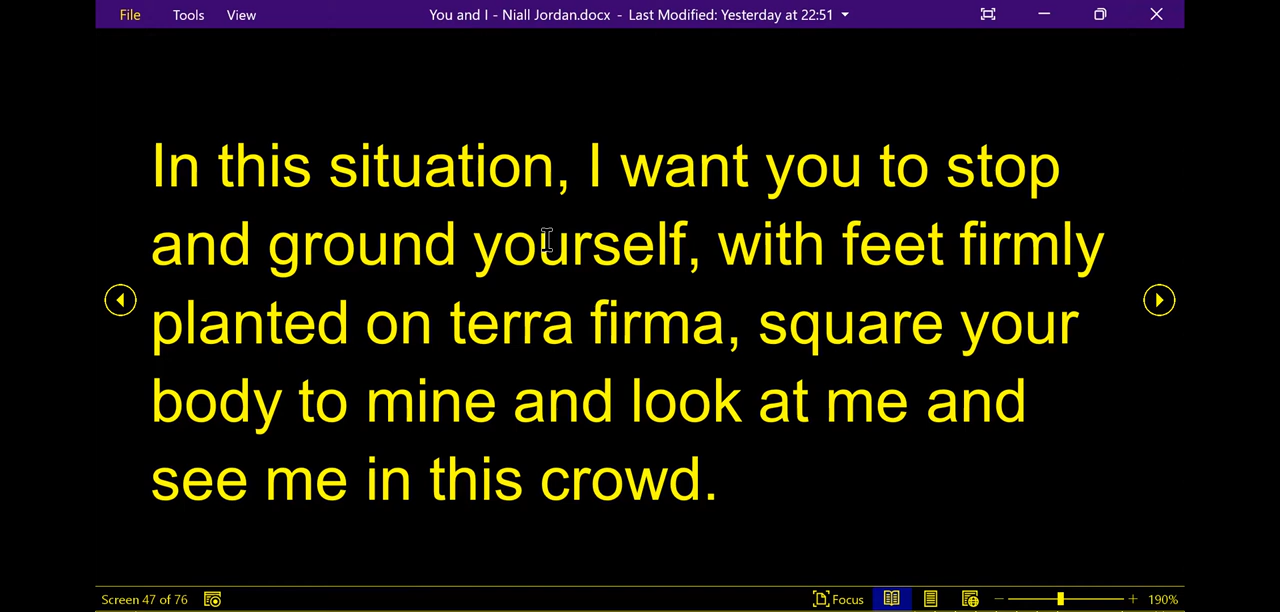 File Tools View You and I - Niall Jordan.docx - Last Modified: Yesterday at 22:51
In this situation, I want you to stop
and ground yourself, with feet firmly
planted on terra firma, square your
body to mine and look at me and
see me in this crowd.
Screen 47 of 76 Focus 190%